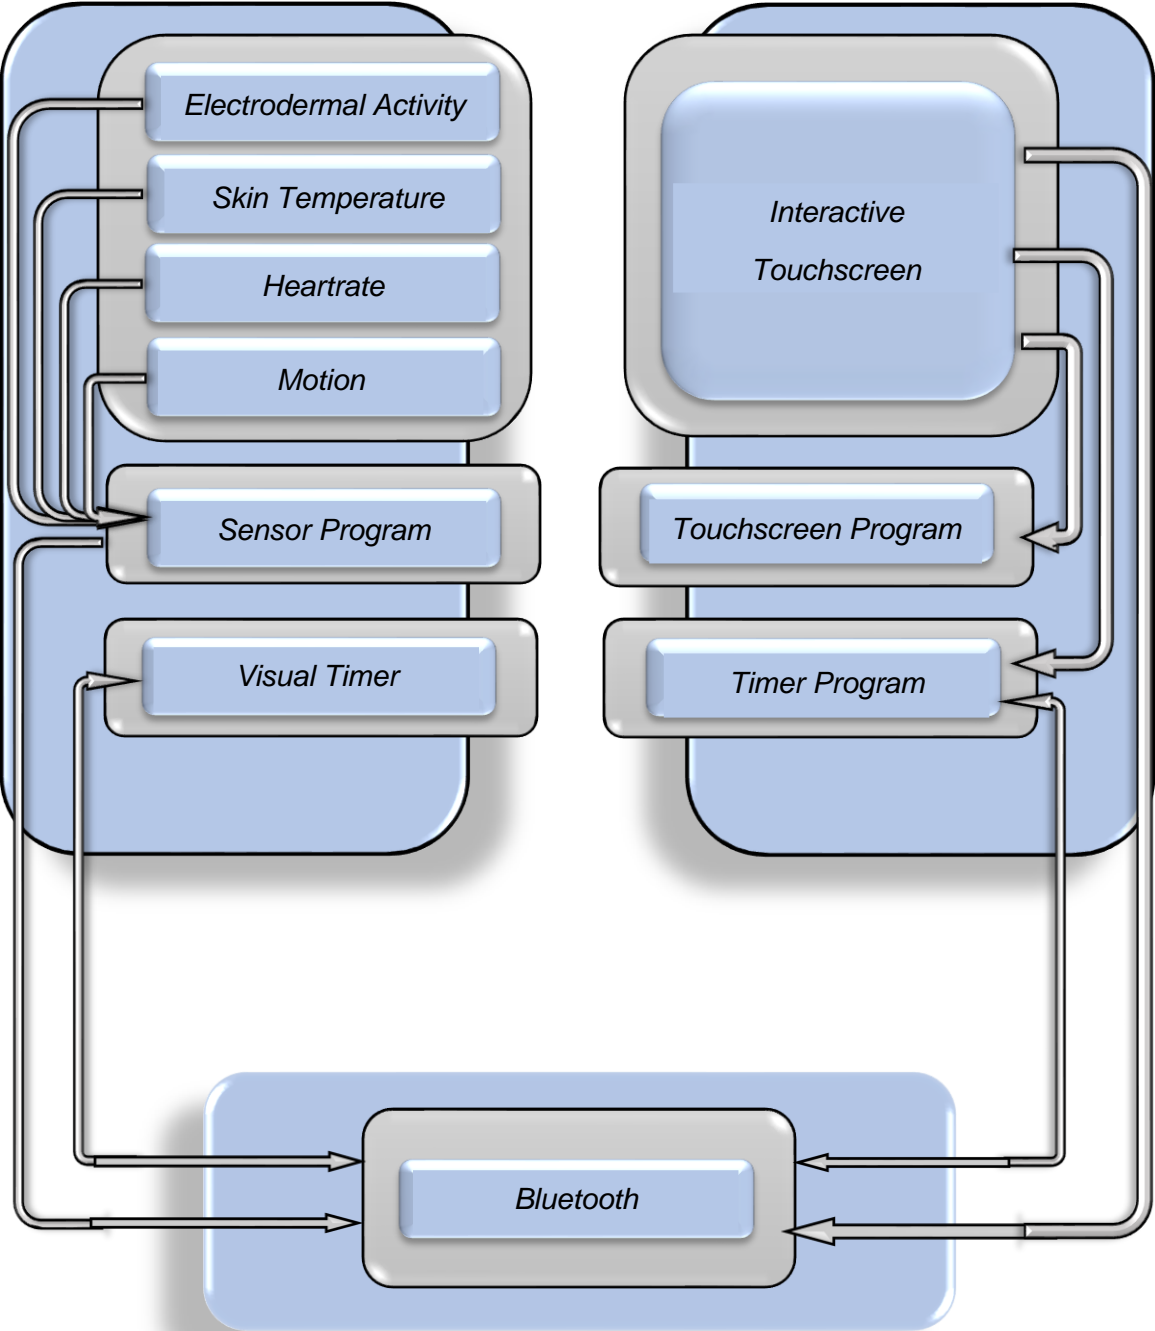 Electrodermal Activity
Skin Temperature
Heartrate
Motion
Sensor Program
Visual Timer
Interactive
Touchscreen
Touchscreen Program
Timer Program
Bluetooth